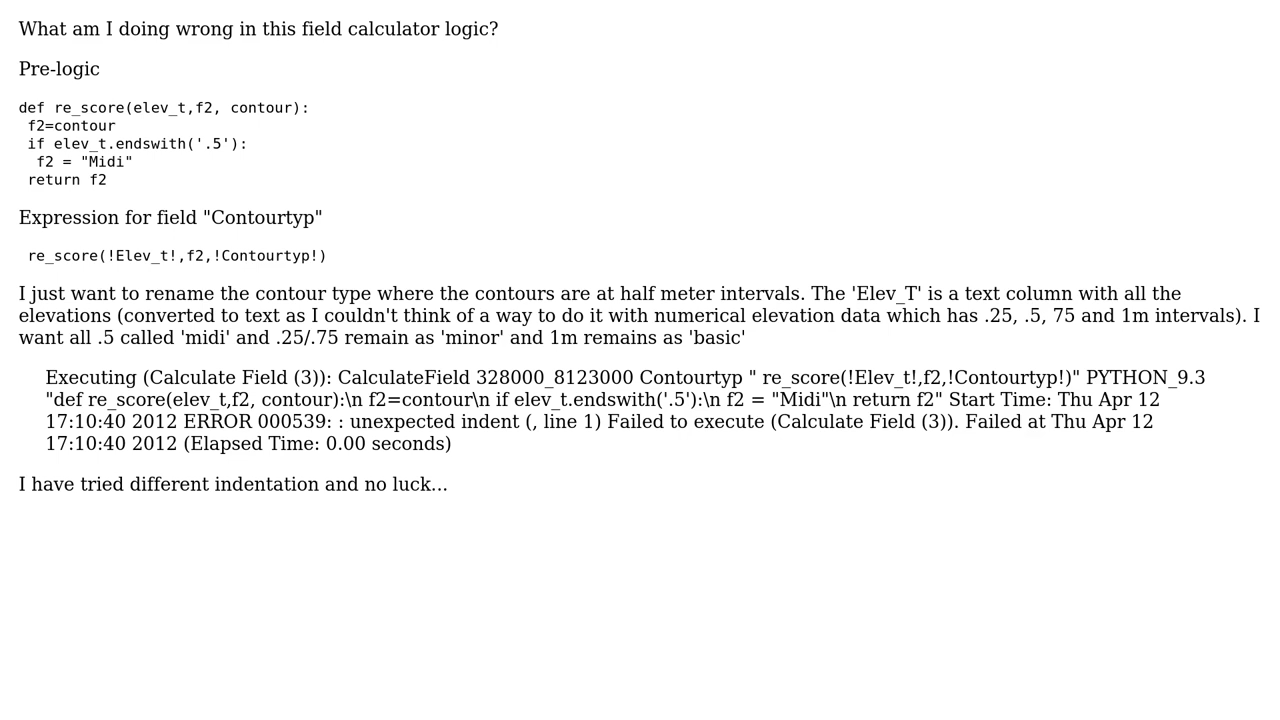 What am I doing wrong in this field calculator logic?
Pre-logic
def re_score(elev_t,f2, contour):
 f2=contour
 if elev_t.endswith('.5'):
  f2 = "Midi"
 return f2
Expression for field "Contourtyp"
 re_score(!Elev_t!,f2,!Contourtyp!)
I just want to rename the contour type where the contours are at half meter intervals. The 'Elev_T' is a text column with all the
elevations (converted to text as I couldn't think of a way to do it with numerical elevation data which has .25, .5, 75 and 1m intervals). I
want all .5 called 'midi' and .25/.75 remain as 'minor' and 1m remains as 'basic'
Executing (Calculate Field (3)): CalculateField 328000_8123000 Contourtyp " re_score(!Elev_t!,f2,!Contourtyp!)" PYTHON_9.3
"def re_score(elev_t,f2, contour):\n f2=contour\n if elev_t.endswith('.5'):\n f2 = "Midi"\n return f2" Start Time: Thu Apr 12
17:10:40 2012 ERROR 000539: : unexpected indent (, line 1) Failed to execute (Calculate Field (3)). Failed at Thu Apr 12
17:10:40 2012 (Elapsed Time: 0.00 seconds)
I have tried different indentation and no luck...